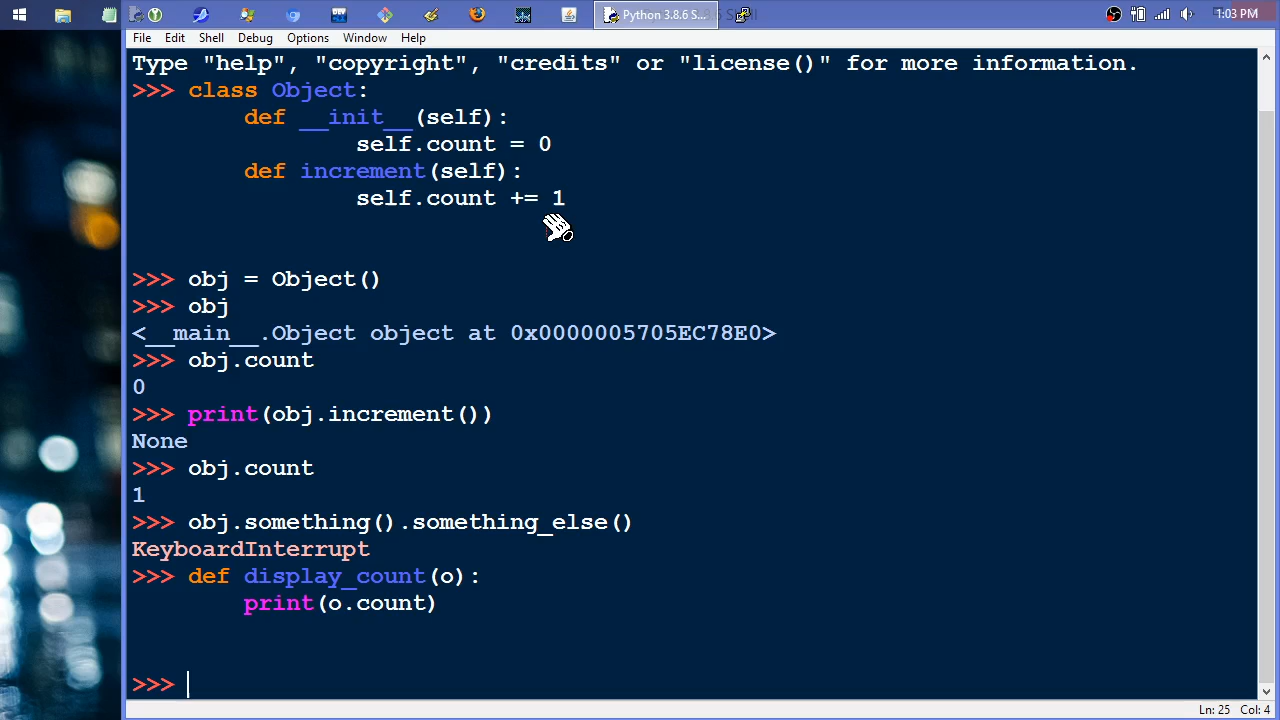 Python 3.8.6 S...
1:03 PM
File Edit Shell Debug Options Window Help
Type "help", "copyright", "credits" or "license()" for more information.
>>> class Object:
def __init__(self):
self.count = 0
def increment(self):
self.count += 1
>>> obj = Object()
>>> obj
<__main__.Object object at 0x0000005705EC78E0>
>>> obj.count
0
>>> print(obj.increment())
None
>>> obj.count
1
>>> obj.something().something_else()
KeyboardInterrupt
>>> def display_count(o):
print(o.count)
>>>
Ln: 25 Col: 4